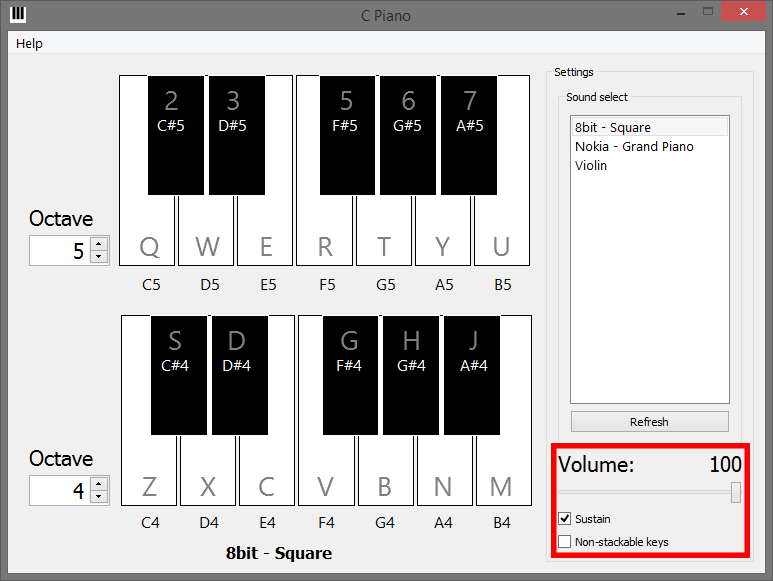 C Piano
Help
2 3 5 6 7
C#5 D#5 F#5 G#5 A#5
Octave
5
Q W E R T Y U
C5 D5 E5 F5 G5 A5 B5
S D G H J
C#4 D#4 F#4 G#4 A#4
Octave
4
Z X C V B N M
C4 D4 E4 F4 G4 A4 B4
8bit - Square
Settings
Sound select
8bit - Square
Nokia - Grand Piano
Violin
Refresh
Volume: 100
Sustain
Non-stackable keys